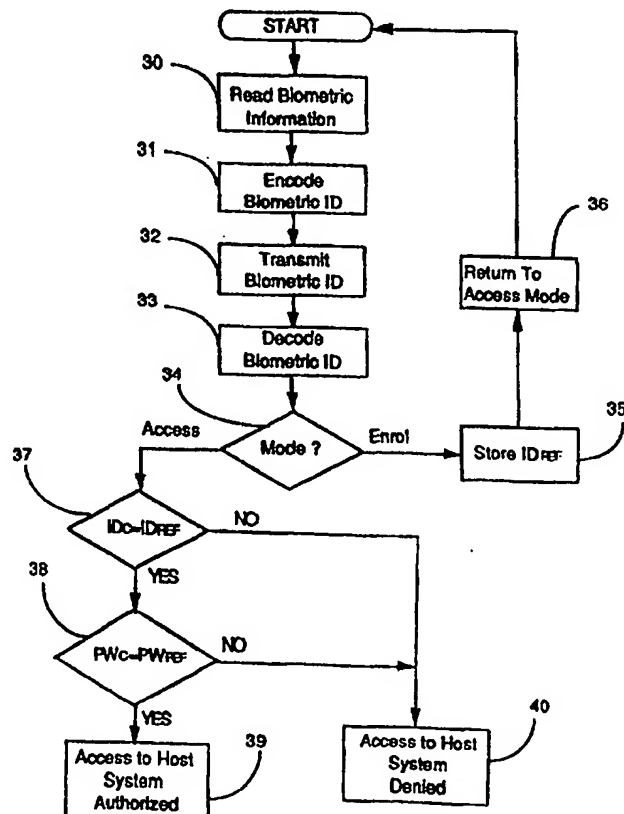 START
30
Read Biometric
Information
31
Encode
Biometric ID
32
Transmit
Biometric ID
33
Decode
Biometric ID
34
Mode ?
Access
Enrol
36
Return To
Access Mode
35
Store IDREF
37
IDC=IDREF
NO
YES
38
PWC=PWREF
NO
YES
39
Access to Host
System
Authorized
40
Access to Host
System
Denied